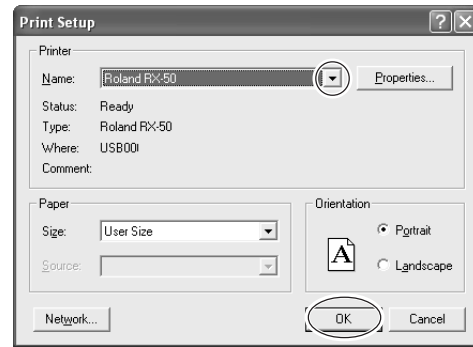 Print Setup
Printer
Name: Roland RX-50 Properties...
Status: Ready
Type: Roland RX-50
Where:
Comment:
Paper
Size: User Size
Source:
Orientation
A
Portrait
Landscape
Network... OK Cancel